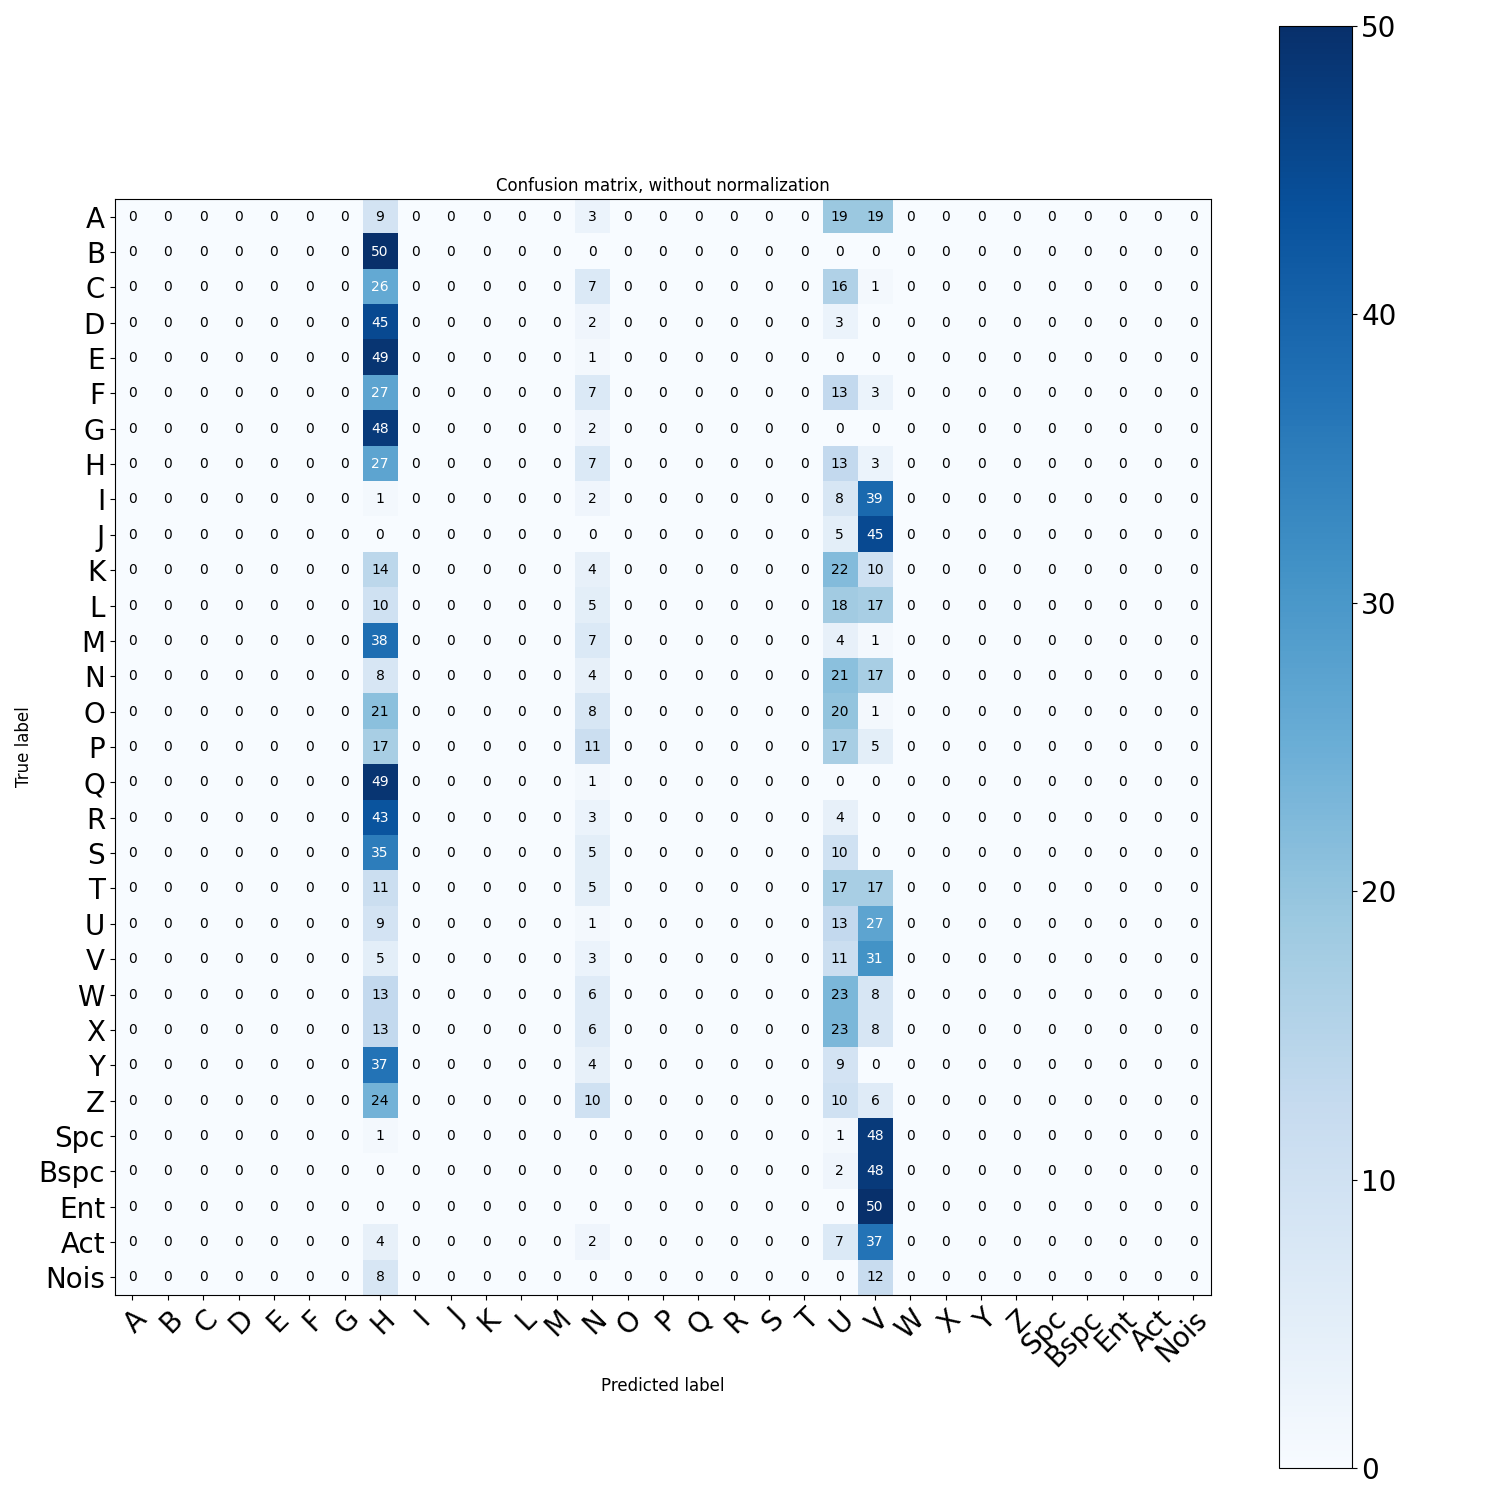 Confusion matrix, without normalization
A 0 0 0 0 0 0 0 9 0 0 0 0 0 3 0 0 0 0 0 0 19 19 0 0 0 0 0 0 0 0 0
B 0 0 0 0 0 0 0 50 0 0 0 0 0 0 0 0 0 0 0 0 0 0 0 0 0 0 0 0 0 0 0
C 0 0 0 0 0 0 0 26 0 0 0 0 0 7 0 0 0 0 0 0 16 1 0 0 0 0 0 0 0 0 0
D 0 0 0 0 0 0 0 45 0 0 0 0 0 2 0 0 0 0 0 0 3 0 0 0 0 0 0 0 0 0 0
E 0 0 0 0 0 0 0 49 0 0 0 0 0 1 0 0 0 0 0 0 0 0 0 0 0 0 0 0 0 0 0
F 0 0 0 0 0 0 0 27 0 0 0 0 0 7 0 0 0 0 0 0 13 3 0 0 0 0 0 0 0 0 0
G 0 0 0 0 0 0 0 48 0 0 0 0 0 2 0 0 0 0 0 0 0 0 0 0 0 0 0 0 0 0 0
H 0 0 0 0 0 0 0 27 0 0 0 0 0 7 0 0 0 0 0 0 13 3 0 0 0 0 0 0 0 0 0
I 0 0 0 0 0 0 0 1 0 0 0 0 0 2 0 0 0 0 0 0 8 39 0 0 0 0 0 0 0 0 0
J 0 0 0 0 0 0 0 0 0 0 0 0 0 0 0 0 0 0 0 0 5 45 0 0 0 0 0 0 0 0 0
K 0 0 0 0 0 0 0 14 0 0 0 0 0 4 0 0 0 0 0 0 22 10 0 0 0 0 0 0 0 0 0
L 0 0 0 0 0 0 0 10 0 0 0 0 0 5 0 0 0 0 0 0 18 17 0 0 0 0 0 0 0 0 0
M 0 0 0 0 0 0 0 38 0 0 0 0 0 7 0 0 0 0 0 0 4 1 0 0 0 0 0 0 0 0 0
N 0 0 0 0 0 0 0 8 0 0 0 0 0 4 0 0 0 0 0 0 21 17 0 0 0 0 0 0 0 0 0
O 0 0 0 0 0 0 0 21 0 0 0 0 0 8 0 0 0 0 0 0 20 1 0 0 0 0 0 0 0 0 0
P 0 0 0 0 0 0 0 17 0 0 0 0 0 11 0 0 0 0 0 0 17 5 0 0 0 0 0 0 0 0 0
Q 0 0 0 0 0 0 0 49 0 0 0 0 0 1 0 0 0 0 0 0 0 0 0 0 0 0 0 0 0 0 0
R 0 0 0 0 0 0 0 43 0 0 0 0 0 3 0 0 0 0 0 0 4 0 0 0 0 0 0 0 0 0 0
S 0 0 0 0 0 0 0 35 0 0 0 0 0 5 0 0 0 0 0 0 10 0 0 0 0 0 0 0 0 0 0
T 0 0 0 0 0 0 0 11 0 0 0 0 0 5 0 0 0 0 0 0 17 17 0 0 0 0 0 0 0 0 0
U 0 0 0 0 0 0 0 9 0 0 0 0 0 1 0 0 0 0 0 0 13 27 0 0 0 0 0 0 0 0 0
V 0 0 0 0 0 0 0 5 0 0 0 0 0 3 0 0 0 0 0 0 11 31 0 0 0 0 0 0 0 0 0
W 0 0 0 0 0 0 0 13 0 0 0 0 0 6 0 0 0 0 0 0 23 8 0 0 0 0 0 0 0 0 0
X 0 0 0 0 0 0 0 13 0 0 0 0 0 6 0 0 0 0 0 0 23 8 0 0 0 0 0 0 0 0 0
Y 0 0 0 0 0 0 0 37 0 0 0 0 0 4 0 0 0 0 0 0 9 0 0 0 0 0 0 0 0 0 0
Z 0 0 0 0 0 0 0 24 0 0 0 0 0 10 0 0 0 0 0 0 10 6 0 0 0 0 0 0 0 0 0
Spc 0 0 0 0 0 0 0 1 0 0 0 0 0 0 0 0 0 0 0 0 1 48 0 0 0 0 0 0 0 0 0
Bspc 0 0 0 0 0 0 0 0 0 0 0 0 0 0 0 0 0 0 0 0 2 48 0 0 0 0 0 0 0 0 0
Ent 0 0 0 0 0 0 0 0 0 0 0 0 0 0 0 0 0 0 0 0 0 50 0 0 0 0 0 0 0 0 0
Act 0 0 0 0 0 0 0 4 0 0 0 0 0 2 0 0 0 0 0 0 7 37 0 0 0 0 0 0 0 0 0
Nois 0 0 0 0 0 0 0 8 0 0 0 0 0 0 0 0 0 0 0 0 0 12 0 0 0 0 0 0 0 0 0
A B C D E F G H I J K L M N O P Q R S T U V W X Y Z Spc Bspc Ent Act Nois
Predicted label
True label
50
40
30
20
10
0